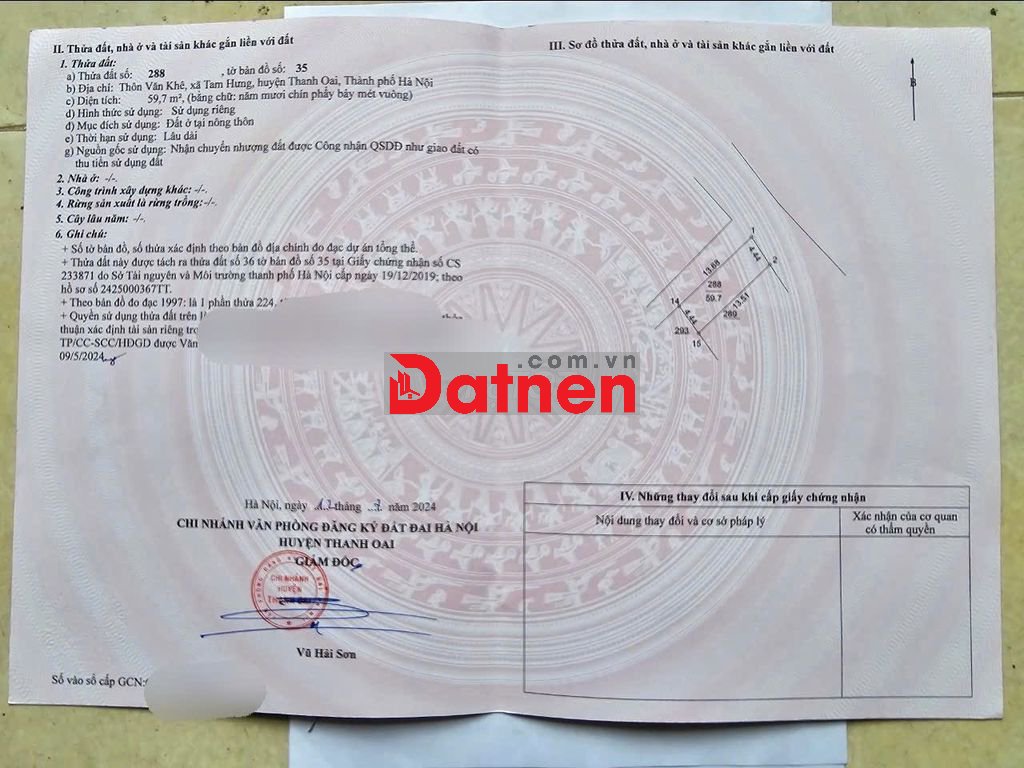 II. Thửa đất, nhà ở và tài sản khác gắn liền với đất
1. Thửa đất:
a) Thửa đất số: 288 , tờ bản đồ số: 35
b) Địa chỉ: Thôn Văn Khê, xã Tam Hưng, huyện Thanh Oai, Thành phố Hà Nội
c) Diện tích: 59,7 m², (bằng chữ: năm mươi chín phẩy bảy mét vuông)
d) Hình thức sử dụng: Sử dụng riêng
đ) Mục đích sử dụng: Đất ở tại nông thôn
e) Thời hạn sử dụng: Lâu dài
g) Nguồn gốc sử dụng: Nhận chuyển nhượng đất được Công nhận QSDĐ như giao đất có
thu tiền sử dụng đất
2. Nhà ở: -/-.
3. Công trình xây dựng khác: -/-.
4. Rừng sản xuất là rừng trồng:-/-.
5. Cây lâu năm: -/-.
6. Ghi chú:
+ Số tờ bản đồ, số thửa xác định theo bản đồ địa chính đo đạc dự án tổng thể.
+ Thửa đất này được tách ra thửa đất số 36 tờ bản đồ số 35 tại Giấy chứng nhận số CS
233871 do Sở Tài nguyên và Môi trường thành phố Hà Nội cấp ngày 19/12/2019; theo
hồ sơ số 2425000367TT.
+ Theo bản đồ đo đạc 1997: là 1 phần thửa 224,
+ Quyền sử dụng thửa đất trên
thuận xác định tài sản riêng
TP/CC-SCC/HDGD được Văn
09/5/2024
Hà Nội, ngày tháng năm 2024
CHI NHÁNH VĂN PHÒNG ĐĂNG KÝ ĐẤT ĐAI HÀ NỘI
HUYỆN THANH OAI
GIÁM ĐỐC
CHI NHÁNH
HUYỆN
THANH OAI
Vũ Hải Sơn
Số vào sổ cấp GCN:
III. Sơ đồ thửa đất, nhà ở và tài sản khác gắn liền với đất
B
1
4.44
2
13.68
288
59.7
13.51
14
4.44
289
293
15
.com.vn
Datnen
IV. Những thay đổi sau khi cấp giấy chứng nhận
Nội dung thay đổi và cơ sở pháp lý
Xác nhận của cơ quan
có thẩm quyền